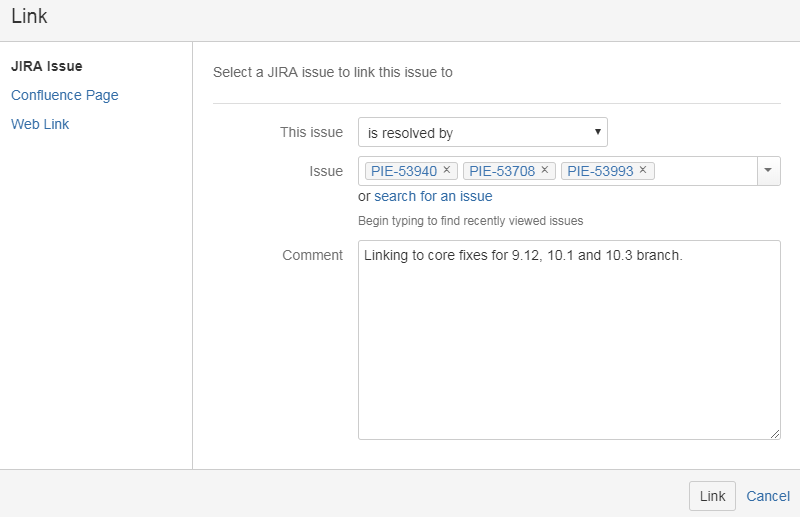 Link
JIRA Issue
Confluence Page
Web Link
Select a JIRA issue to link this issue to
This issue
is resolved by
Issue
PIE-53940 × PIE-53708 × PIE-53993 ×
or search for an issue
Begin typing to find recently viewed issues
Comment
Linking to core fixes for 9.12, 10.1 and 10.3 branch.
Link Cancel